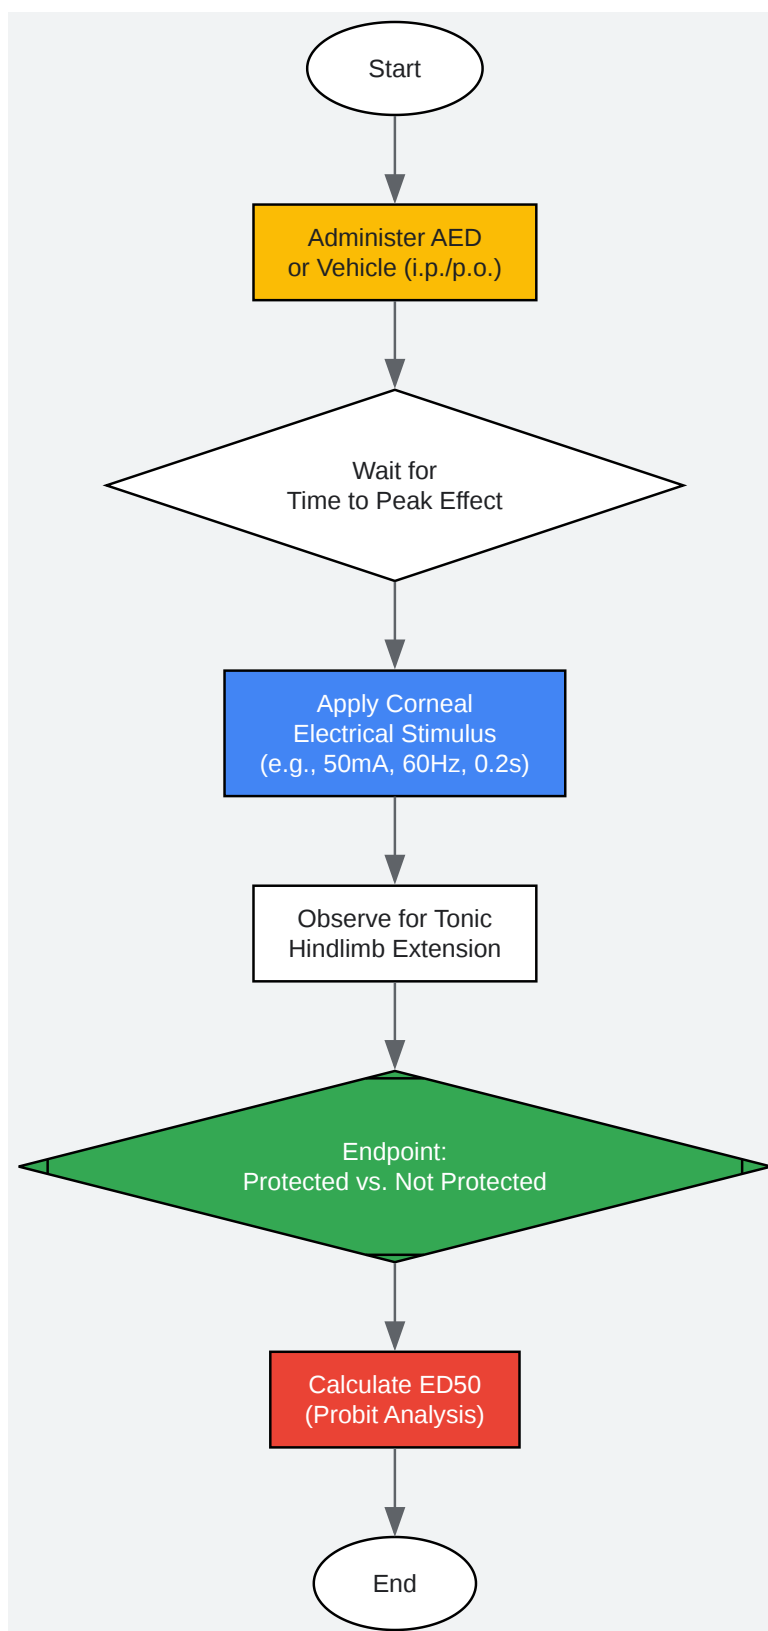 Start
Administer AED
or Vehicle (i.p./p.o.)
Wait for
Time to Peak Effect
Apply Corneal
Electrical Stimulus
(e.g., 50mA, 60Hz, 0.2s)
Observe for Tonic
Hindlimb Extension
Endpoint:
Protected vs. Not Protected
Calculate ED50
(Probit Analysis)
End